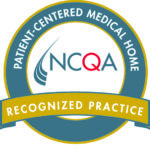 PATIENT-CENTERED MEDICAL HOME
NCQA
RECOGNIZED PRACTICE